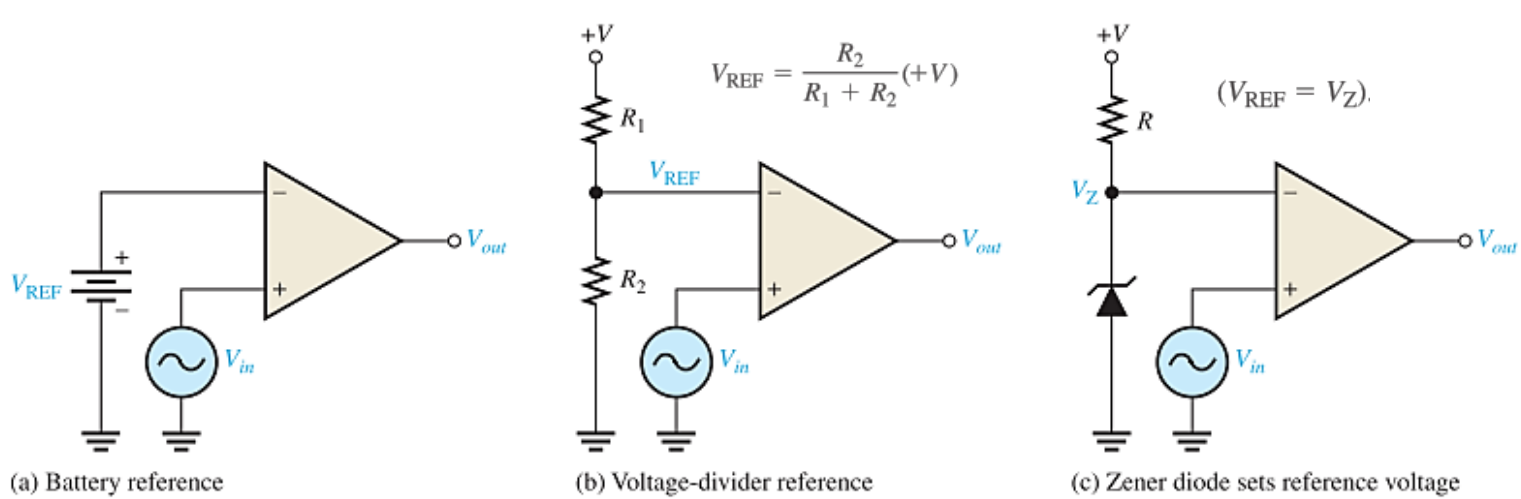 +V
V_REF = R_2 / (R_1 + R_2) (+V)
R_1
V_REF
−
+
R_2
V_out
V_in
(b) Voltage-divider reference
+V
(V_REF = V_Z).
R
V_Z
−
+
V_out
V_in
(c) Zener diode sets reference voltage
−
+
V_out
+
V_REF
−
V_in
(a) Battery reference